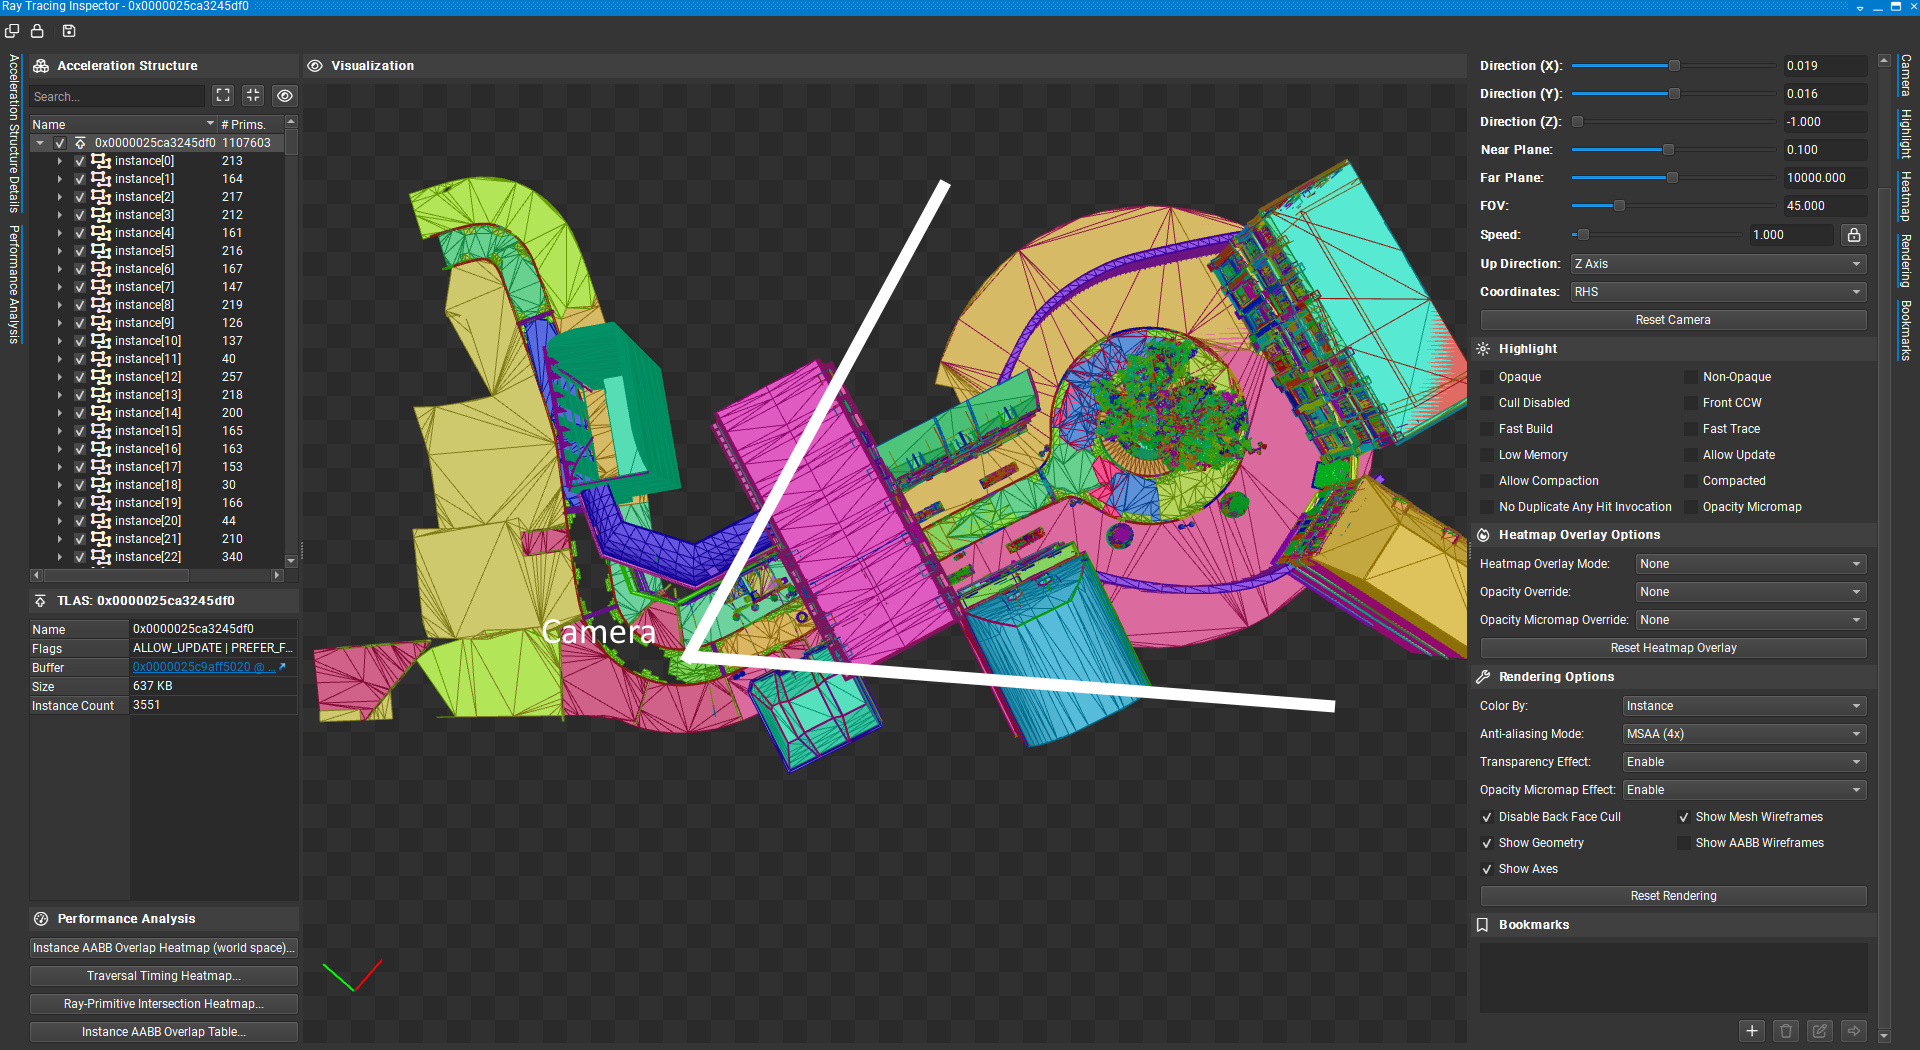 Ray Tracing Inspector - 0x0000025ca3245df0
Acceleration Structure Details
Performance Analysis
Acceleration Structure
Search...
Name # Prims.
0x0000025ca3245df0 1107603
instance[0] 213
instance[1] 164
instance[2] 217
instance[3] 212
instance[4] 161
instance[5] 216
instance[6] 167
instance[7] 147
instance[8] 219
instance[9] 126
instance[10] 137
instance[11] 40
instance[12] 257
instance[13] 218
instance[14] 200
instance[15] 165
instance[16] 163
instance[17] 153
instance[18] 30
instance[19] 166
instance[20] 44
instance[21] 210
instance[22] 340
TLAS: 0x0000025ca3245df0
Name 0x0000025ca3245df0
Flags ALLOW_UPDATE | PREFER_F...
Buffer 0x0000025c9aff5020 @ ...
Size 637 KB
Instance Count 3551
Performance Analysis
Instance AABB Overlap Heatmap (world space)...
Traversal Timing Heatmap...
Ray-Primitive Intersection Heatmap...
Instance AABB Overlap Table...
Visualization
Camera
Direction (X): 0.019
Direction (Y): 0.016
Direction (Z): -1.000
Near Plane: 0.100
Far Plane: 10000.000
FOV: 45.000
Speed: 1.000
Up Direction: Z Axis
Coordinates: RHS
Reset Camera
Highlight
Opaque Non-Opaque
Cull Disabled Front CCW
Fast Build Fast Trace
Low Memory Allow Update
Allow Compaction Compacted
No Duplicate Any Hit Invocation Opacity Micromap
Heatmap Overlay Options
Heatmap Overlay Mode: None
Opacity Override: None
Opacity Micromap Override: None
Reset Heatmap Overlay
Rendering Options
Color By: Instance
Anti-aliasing Mode: MSAA (4x)
Transparency Effect: Enable
Opacity Micromap Effect: Enable
Disable Back Face Cull Show Mesh Wireframes
Show Geometry Show AABB Wireframes
Show Axes
Reset Rendering
Bookmarks
Camera
Highlight
Heatmap
Rendering
Bookmarks